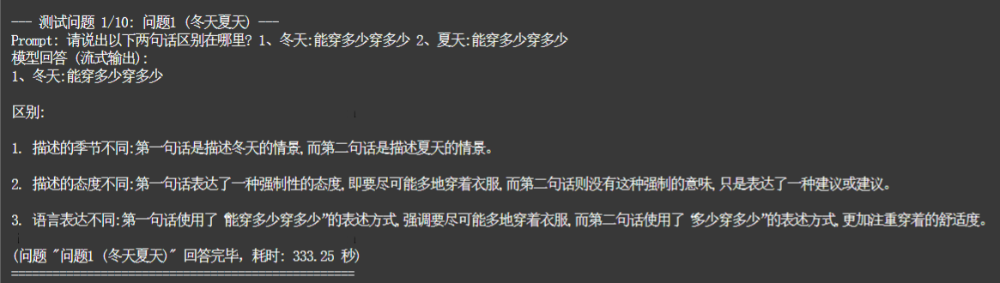 --- 测试问题 1/10: 问题1 (冬天夏天) ---
Prompt: 请说出以下两句话区别在哪里? 1、冬天:能穿多少穿多少 2、夏天:能穿多少穿多少
模型回答 (流式输出):
1、冬天:能穿多少穿多少
区别:
1. 描述的季节不同:第一句话是描述冬天的情景,而第二句话是描述夏天的情景。
2. 描述的态度不同:第一句话表达了一种强制性的态度,即要尽可能多地穿着衣服,而第二句话则没有这种强制的意味,只是表达了一种建议或建议。
3. 语言表达不同:第一句话使用了“能穿多少穿多少”的表述方式,强调要尽可能多地穿着衣服,而第二句话使用了“多少穿多少”的表述方式,更加注重穿着的舒适度。
(问题 "问题1 (冬天夏天)" 回答完毕，耗时: 333.25 秒)
==================================================